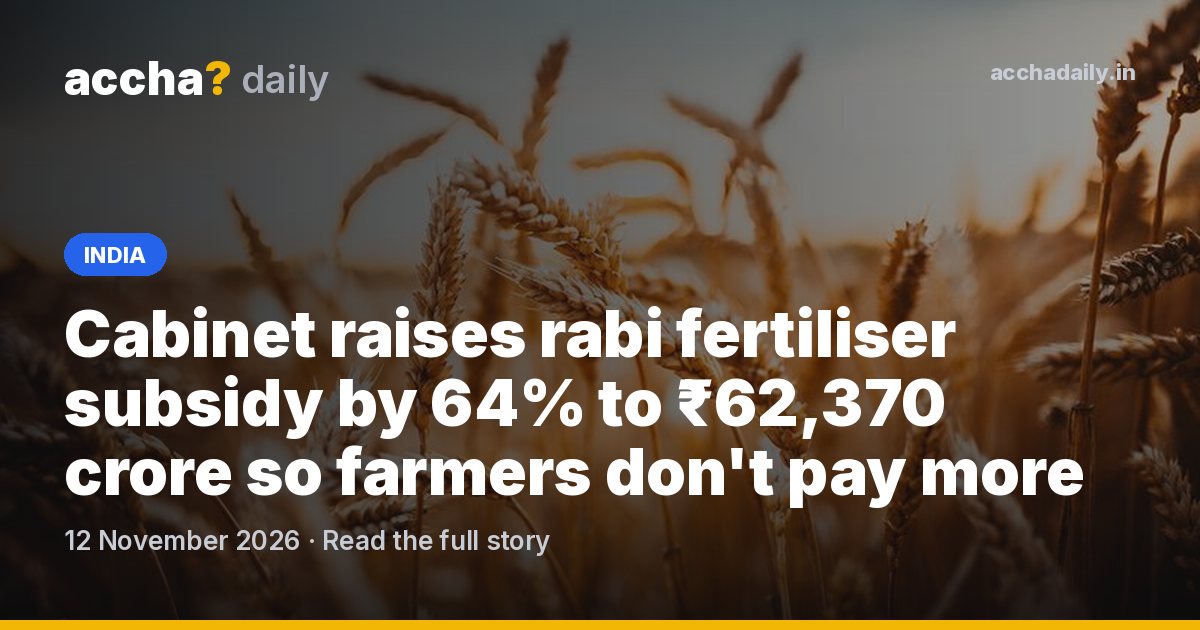 accha? daily
acchadaily.in
INDIA
Cabinet raises rabi fertiliser
subsidy by 64% to ₹62,370
crore so farmers don't pay more
12 November 2026 · Read the full story